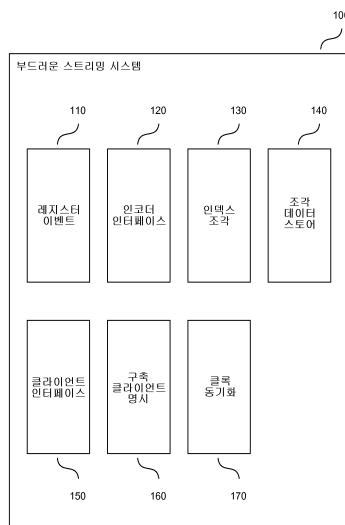 100
부드러운 스트리밍 시스템
110
120
130
140
레지스터
이벤트
인코더
인터페이스
인덱스
조각
조각
데이터
스토어
클라이언트
인터페이스
구축
클라이언트
명시
클록
동기화
150
160
170